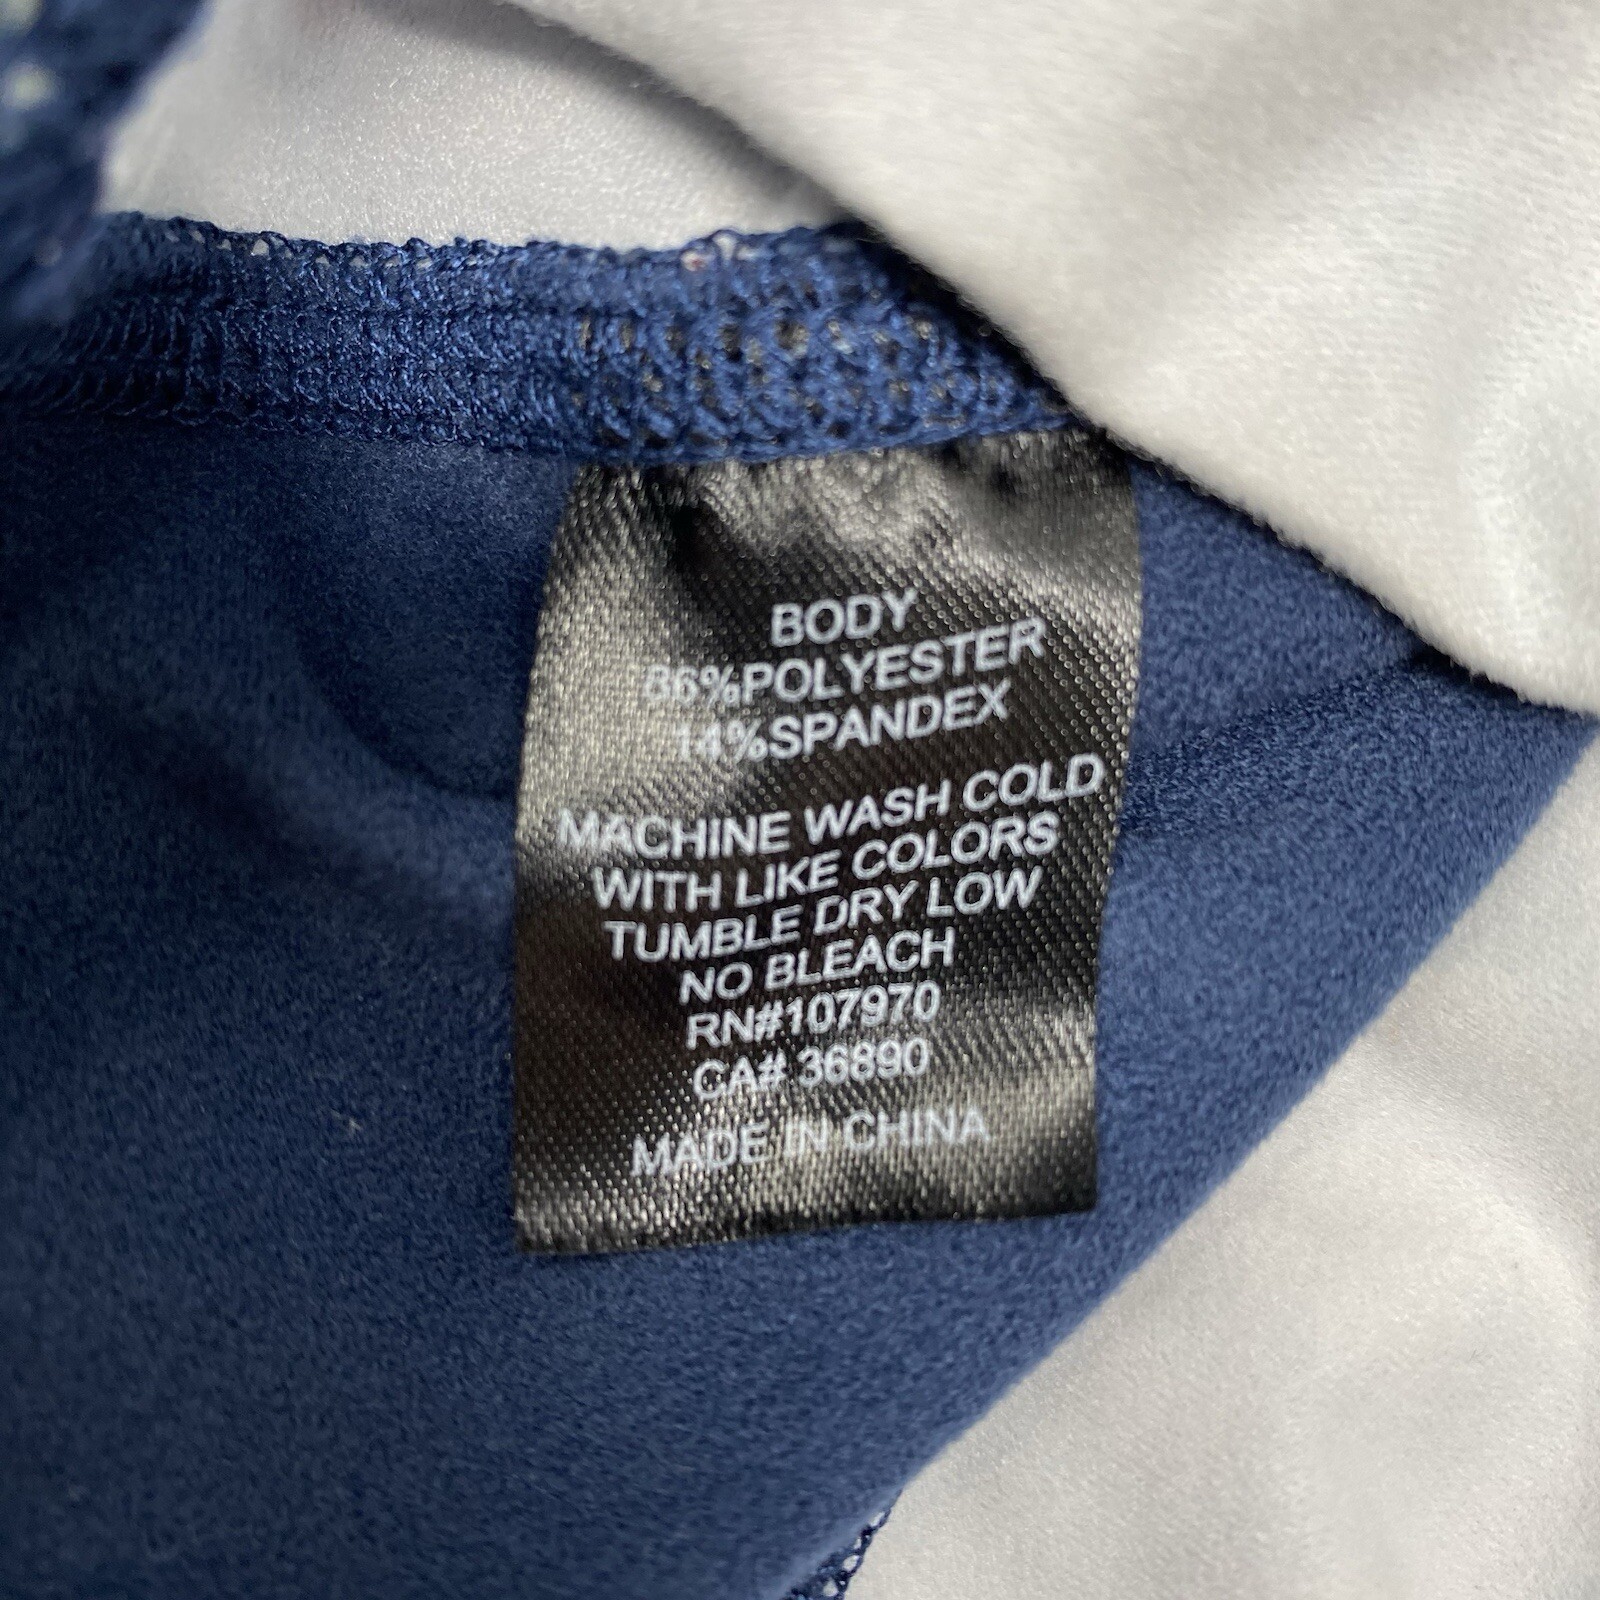 BODY
86%POLYESTER
14%SPANDEX
MACHINE WASH COLD
WITH LIKE COLORS
TUMBLE DRY LOW
NO BLEACH
RN#107970
CA# 36890
MADE IN CHINA